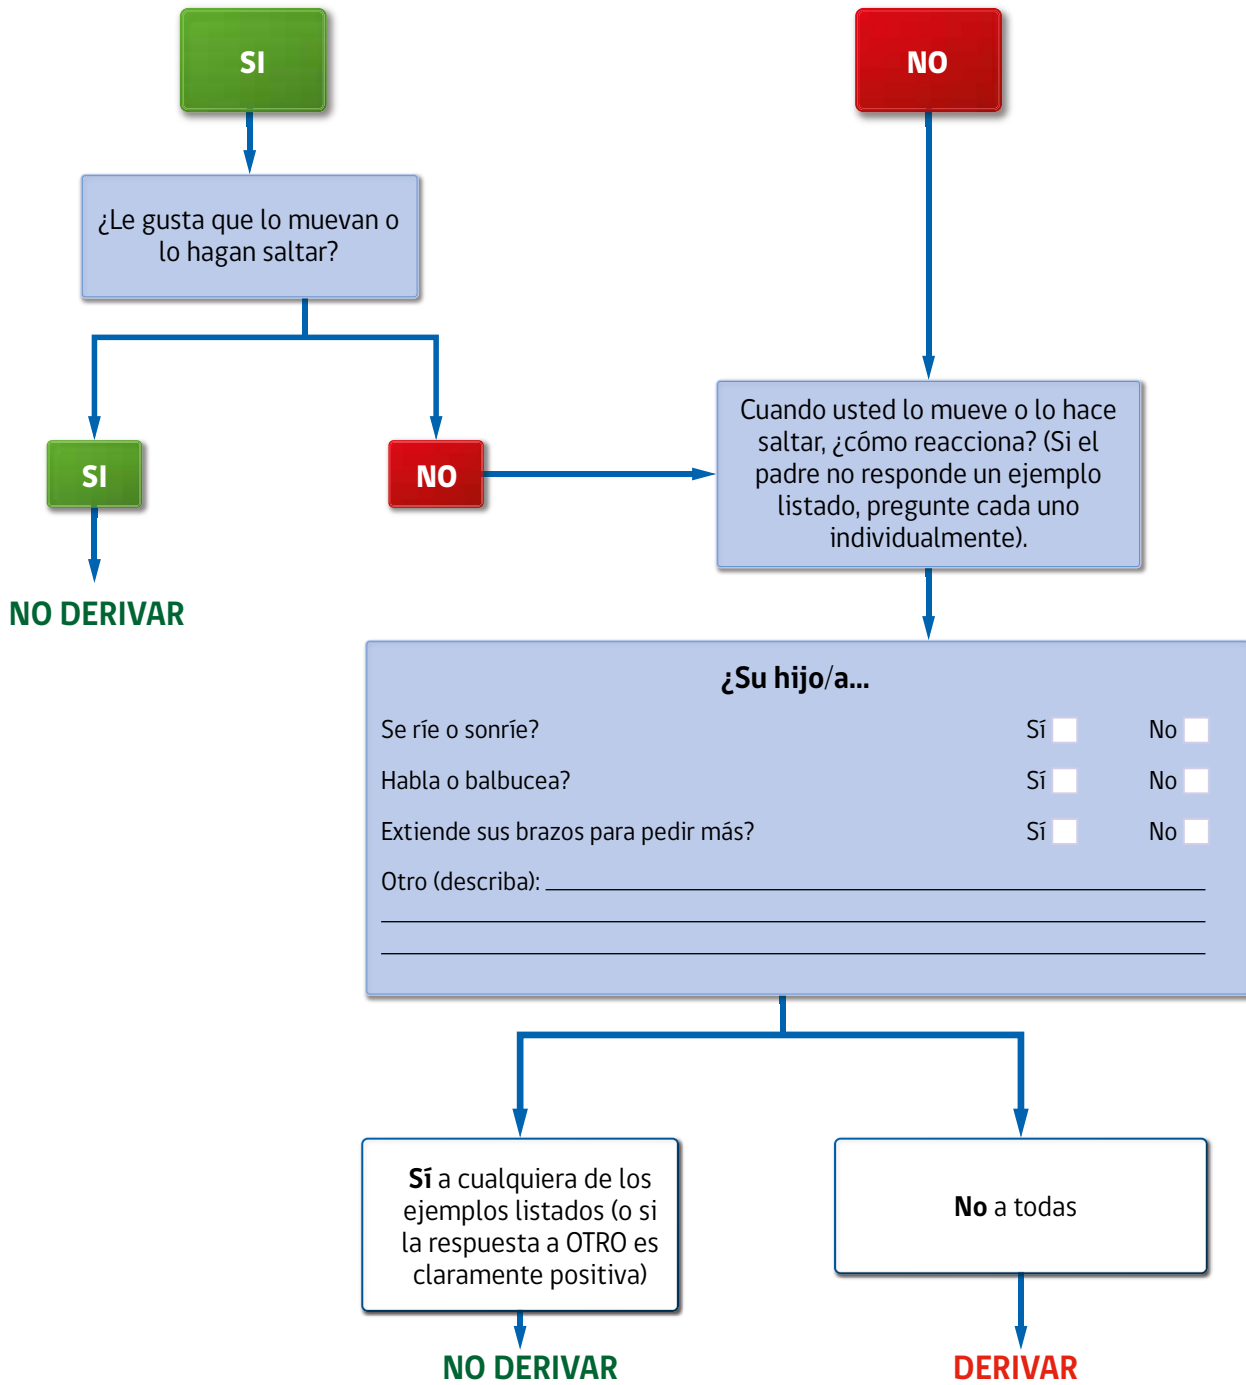 SI
NO
¿Le gusta que lo muevan o
lo hagan saltar?
SI
NO
Cuando usted lo mueve o lo hace
saltar, ¿cómo reacciona? (Si el
padre no responde un ejemplo
listado, pregunte cada uno
individualmente).
NO DERIVAR
¿Su hijo/a...
Se ríe o sonríe? Sí No
Habla o balbucea? Sí No
Extiende sus brazos para pedir más? Sí No
Otro (describa):
Sí a cualquiera de los
ejemplos listados (o si
la respuesta a OTRO es
claramente positiva)
No a todas
NO DERIVAR
DERIVAR